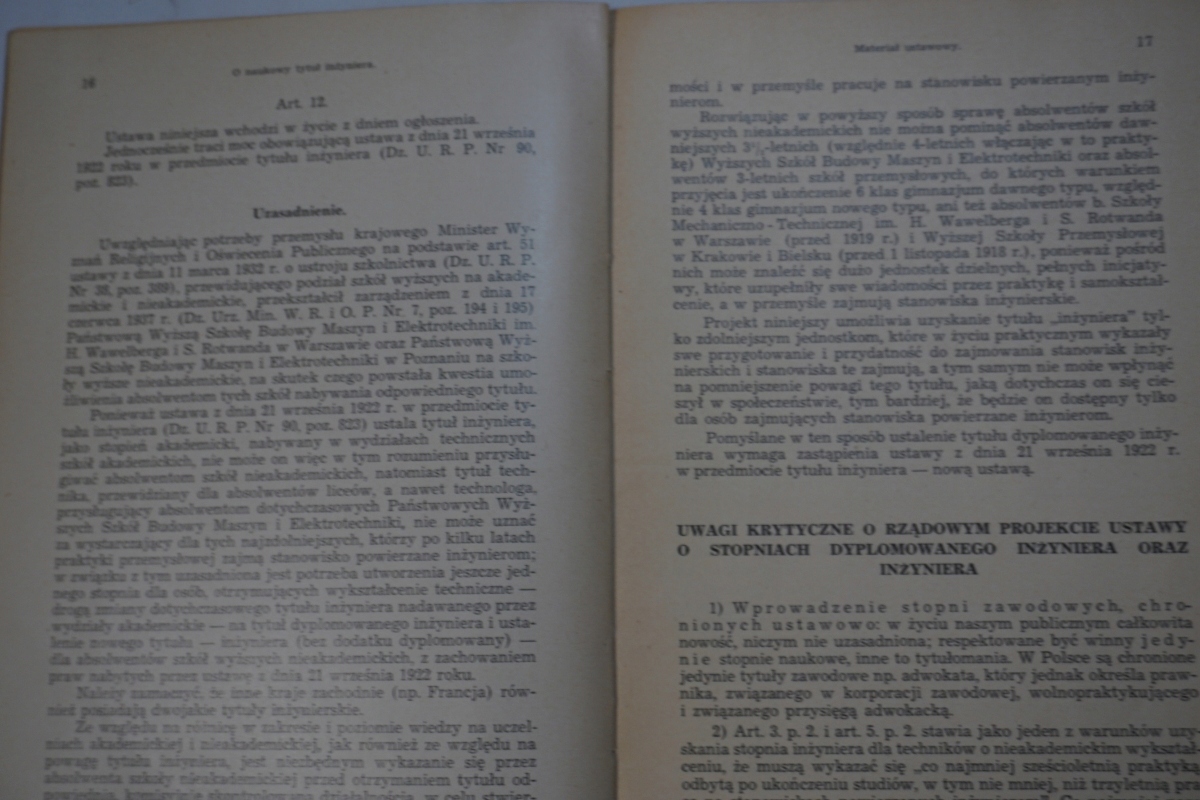 16
O naukowy tytuł inżyniera.
Art. 12.
Ustawa niniejsza wchodzi w życie z dniem ogłoszenia.
Jednocześnie traci moc obowiązującą ustawa z dnia 21 września
1922 roku w przedmiocie tytułu inżyniera (Dz. U. R. P. Nr 90,
poz. 823).
Uzasadnienie.
Uwzględniając potrzeby przemysłu krajowego Minister Wy-
znań Religijnych i Oświecenia Publicznego na podstawie art. 51
ustawy z dnia 11 marca 1932 r. o ustroju szkolnictwa (Dz. U. R. P.
Nr 38, poz. 389), przewidującego podział szkół wyższych na akade-
mickie i nieakademickie, przekształcił zarządzeniem z dnia 17
czerwca 1937 r. (Dz. Urz. Min. W. R. i O. P. Nr. 7, poz. 194 i 195)
Państwową Wyższą Szkołę Budowy Maszyn i Elektrotechniki im.
H. Wawelberga i S. Rotwanda w Warszawie oraz Państwową Wyż-
szą Szkołę Budowy Maszyn i Elektrotechniki w Poznaniu na szko-
ły wyższe nieakademickie, na skutek czego powstała kwestia umo-
żliwienia absolwentom tych szkół nabywania odpowiedniego tytułu.
Ponieważ ustawa z dnia 21 września 1922 r. w przedmiocie ty-
tułu inżyniera (Dz. U. R. P. Nr 90, poz. 823) ustala tytuł inżyniera,
jako stopień akademicki, nabywany w wydziałach technicznych
szkół akademickich, nie może on więc w tym rozumieniu przysłu-
giwać absolwentom szkół nieakademickich, natomiast tytuł tech-
nika, przewidziany dla absolwentów liceów, a nawet technologa,
przysługujący absolwentom dotychczasowych Państwowych Wyż-
szych Szkół Budowy Maszyn i Elektrotechniki, nie może uznać
za wystarczający dla tych najzdolniejszych, którzy po kilku latach
praktyki przemysłowej zajmą stanowisko powierzane inżynierom;
w związku z tym uzasadniona jest potrzeba utworzenia jeszcze jed-
nego stopnia dla osób, otrzymujących wykształcenie techniczne —
drogą zmiany dotychczasowego tytułu inżyniera nadawanego przez
wydziały akademickie — na tytuł dyplomowanego inżyniera i usta-
lenie nowego tytułu — inżyniera (bez dodatku dyplomowany) —
dla absolwentów szkół wyższych nieakademickich, z zachowaniem
praw nabytych przez ustawę z dnia 21 września 1922 roku.
Należy zaznaczyć, że inne kraje zachodnie (np. Francja) rów-
nież posiadają dwojakie tytuły inżynierskie.
Ze względu na różnicę w zakresie i poziomie wiedzy na uczel-
niach akademickiej i nieakademickiej, jak również ze względu na
powagę tytułu inżyniera, jest niezbędnym wykazanie się przez
absolwenta szkoły nieakademickiej przed otrzymaniem tytułu od-
działalnością, w celu stwier-
Materiał ustawowy.
17
mości i w przemyśle pracuje na stanowisku powierzanym inży-
nierom.
Rozwiązując w powyższy sposób sprawę absolwentów szkół
wyższych nieakademickich nie można pominąć absolwentów daw-
niejszych 3½-letnich (względnie 4-letnich włączając w to prakty-
kę) Wyższych Szkół Budowy Maszyn i Elektrotechniki oraz absol-
wentów 3-letnich szkół przemysłowych, do których warunkiem
przyjęcia jest ukończenie 6 klas gimnazjum dawnego typu, względ-
nie 4 klas gimnazjum nowego typu, ani też absolwentów b. Szkoły
Mechaniczno-Technicznej im. H. Wawelberga i S. Rotwanda
w Warszawie (przed 1919 r.) i Wyższej Szkoły Przemysłowej
w Krakowie i Bielsku (przed 1 listopada 1918 r.), ponieważ pośród
nich może znaleźć się dużo jednostek dzielnych, pełnych inicjaty-
wy, które uzupełniły swe wiadomości przez praktykę i samokształ-
cenie, a w przemyśle zajmują stanowiska inżynierskie.
Projekt niniejszy umożliwia uzyskanie tytułu „inżyniera" tyl-
ko zdolniejszym jednostkom, które w życiu praktycznym wykazały
swe przygotowanie i przydatność do zajmowania stanowisk inży-
nierskich i stanowiska te zajmują, a tym samym nie może wpłynąć
na pomniejszenie powagi tego tytułu, jaką dotychczas on się cie-
szył w społeczeństwie, tym bardziej, że będzie on dostępny tylko
dla osób zajmujących stanowiska powierzane inżynierom.
Pomyślane w ten sposób ustalenie tytułu dyplomowanego inży-
niera wymaga zastąpienia ustawy z dnia 21 września 1922 r.
w przedmiocie tytułu inżyniera — nową ustawą.
UWAGI KRYTYCZNE O RZĄDOWYM PROJEKCIE USTAWY
O STOPNIACH DYPLOMOWANEGO INŻYNIERA ORAZ
INŻYNIERA
1) Wprowadzenie stopni zawodowych, chro-
nionych ustawowo: w życiu naszym publicznym całkowita
nowość, niczym nie uzasadniona; respektowane być winny jedy-
nie stopnie naukowe, inne to tytułomania. W Polsce są chronione
jedynie tytuły zawodowe np. adwokata, który jednak określa praw-
nika, związanego w korporacji zawodowej, wolnopraktykującego
i związanego przysięgą adwokacką.
2) Art. 3. p. 2. i art. 5. p. 2. stawia jako jeden z warunków uzy-
skania stopnia inżyniera dla techników o nieakademickim wykształ-
ceniu, że muszą wykazać się „co najmniej sześcioletnią praktyką
odbytą po ukończeniu studiów, w tym nie mniej, niż trzyletnią pra